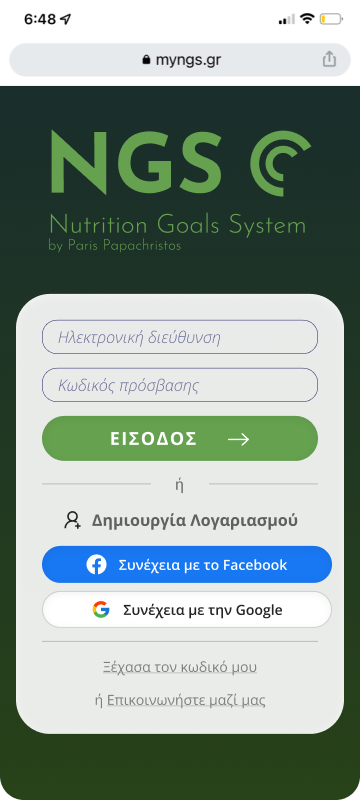 6:48
myngs.gr
NGS
Nutrition Goals System
by Paris Papachristos
Ηλεκτρονική διεύθυνση
Κωδικός πρόσβασης
ΕΙΣΟΔΟΣ
ή
Δημιουργία Λογαριασμού
Συνέχεια με το Facebook
Συνέχεια με την Google
Ξέχασα τον κωδικό μου
ή Επικοινωνήστε μαζί μας